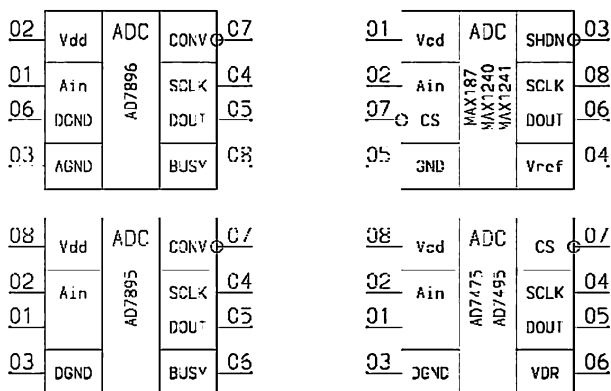 02 Vdd ADC CONV 07
01 Ain AD7896 SCLK 04
06 DGND DOUT 05
03 AGND BUSY 08
01 Vdd ADC SHDN 03
02 Ain MAX187 MAX1240 MAX1241 SCLK 08
07 CS DOUT 06
05 GND Vref 04
08 Vdd ADC CONV 07
02 Ain AD7895 SCLK 04
01 DOUT 05
03 DGND BUSY 06
08 Vdd ADC CS 07
02 Ain AD7475 AD7495 SCLK 04
01 DOUT 05
03 DGND VDR 06